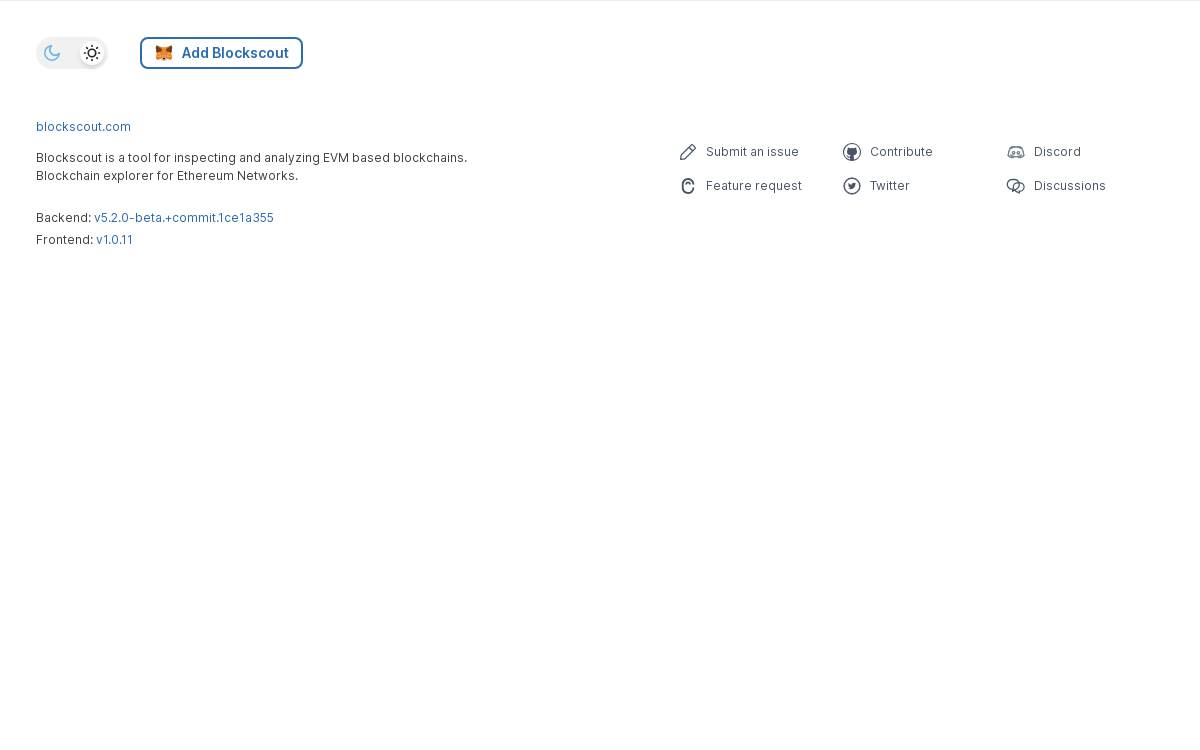 Add Blockscout
blockscout.com
Blockscout is a tool for inspecting and analyzing EVM based blockchains.
Blockchain explorer for Ethereum Networks.
Backend: v5.2.0-beta.+commit.1ce1a355
Frontend: v1.0.11
Submit an issue
Contribute
Discord
Feature request
Twitter
Discussions